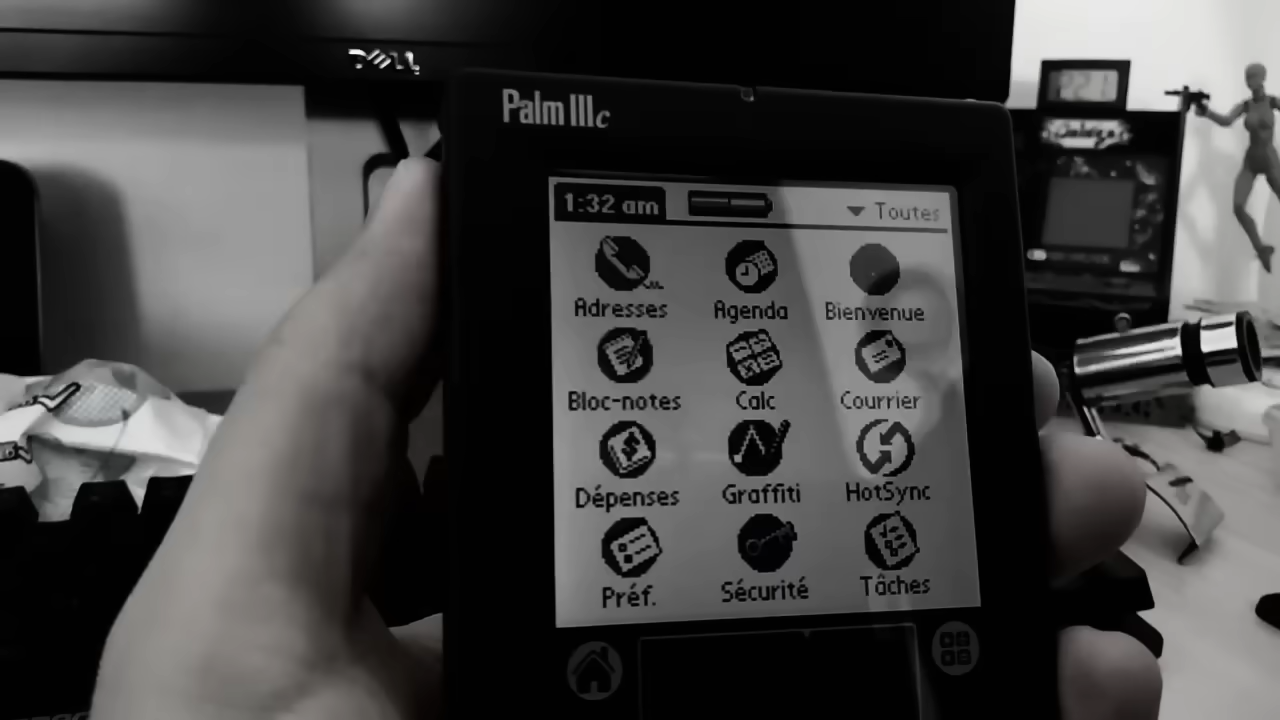 DELL
Palm IIIc
1:32 am
Toutes
Adresses
Agenda
Bienvenue
Bloc-notes
Calc
Courrier
Dépenses
Graffiti
HotSync
Préf.
Sécurité
Tâches